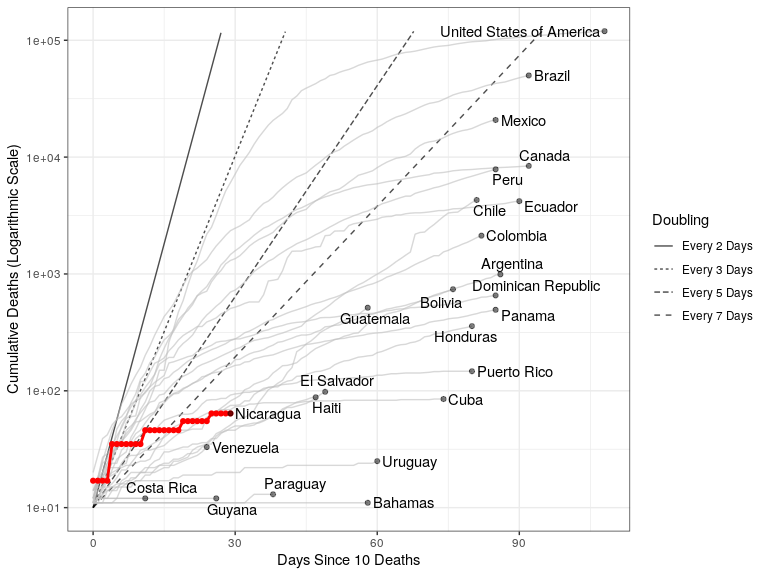 Cumulative Deaths (Logarithmic Scale)
1e+05
1e+04
1e+03
1e+02
1e+01
United States of America
Brazil
Mexico
Canada
Peru
Chile
Ecuador
Colombia
Argentina
Dominican Republic
Bolivia
Guatemala
Panama
Honduras
Puerto Rico
El Salvador
Haiti
Cuba
Nicaragua
Venezuela
Uruguay
Costa Rica
Paraguay
Guyana
Bahamas
0
30
60
90
Days Since 10 Deaths
Doubling
Every 2 Days
Every 3 Days
Every 5 Days
Every 7 Days